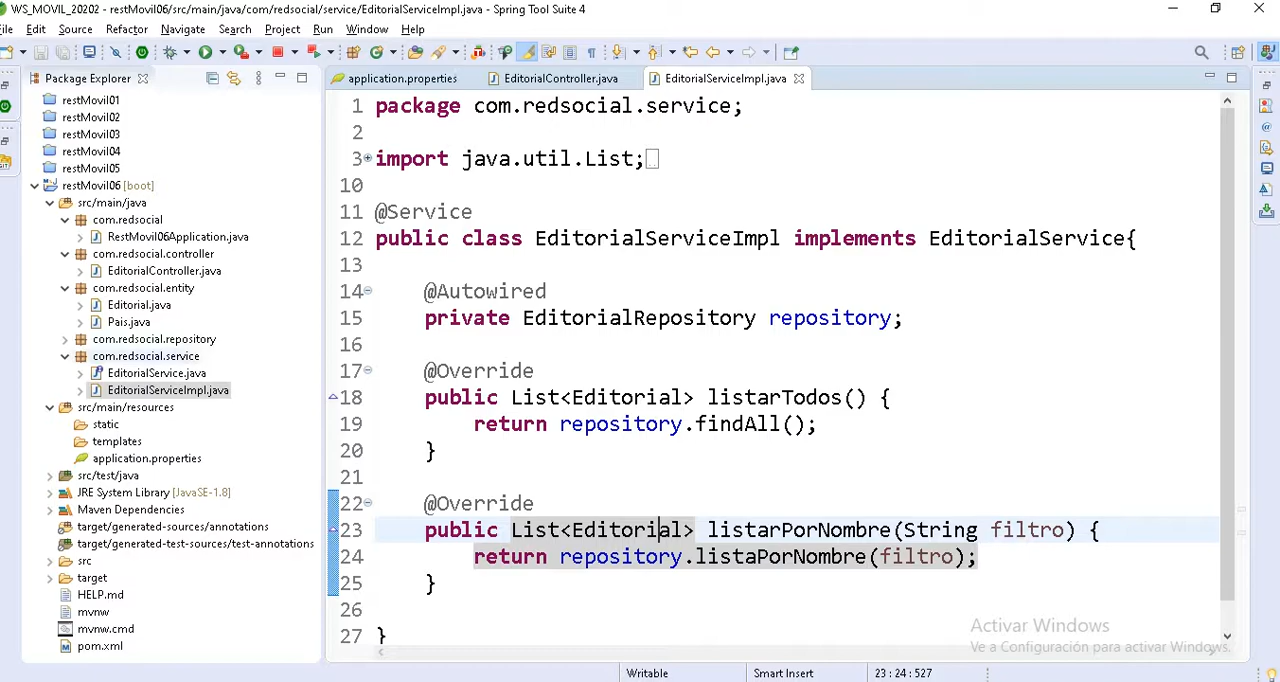 WS_MOVIL_20202 - restMovil06/src/main/java/com/redsocial/service/EditorialServiceImpl.java - Spring Tool Suite 4
File Edit Source Refactor Navigate Search Project Run Window Help
Package Explorer
application.properties EditorialController.java EditorialServiceImpl.java
restMovil01
restMovil02
restMovil03
restMovil04
restMovil05
restMovil06 [boot]
src/main/java
com.redsocial
RestMovil06Application.java
com.redsocial.controller
EditorialController.java
com.redsocial.entity
Editorial.java
Pais.java
com.redsocial.repository
com.redsocial.service
EditorialService.java
EditorialServiceImpl.java
src/main/resources
static
templates
application.properties
src/test/java
JRE System Library [JavaSE-1.8]
Maven Dependencies
target/generated-sources/annotations
target/generated-test-sources/test-annotations
src
target
HELP.md
mvnw
mvnw.cmd
pom.xml
1 package com.redsocial.service;
2
3 import java.util.List;
10
11 @Service
12 public class EditorialServiceImpl implements EditorialService{
13
14 @Autowired
15 private EditorialRepository repository;
16
17 @Override
18 public List<Editorial> listarTodos() {
19 return repository.findAll();
20 }
21
22 @Override
23 public List<Editorial> listarPorNombre(String filtro) {
24 return repository.listaPorNombre(filtro);
25 }
26
27 }
Activar Windows
Ve a Configuración para activar Windows.
Writable Smart Insert 23 : 24 : 527